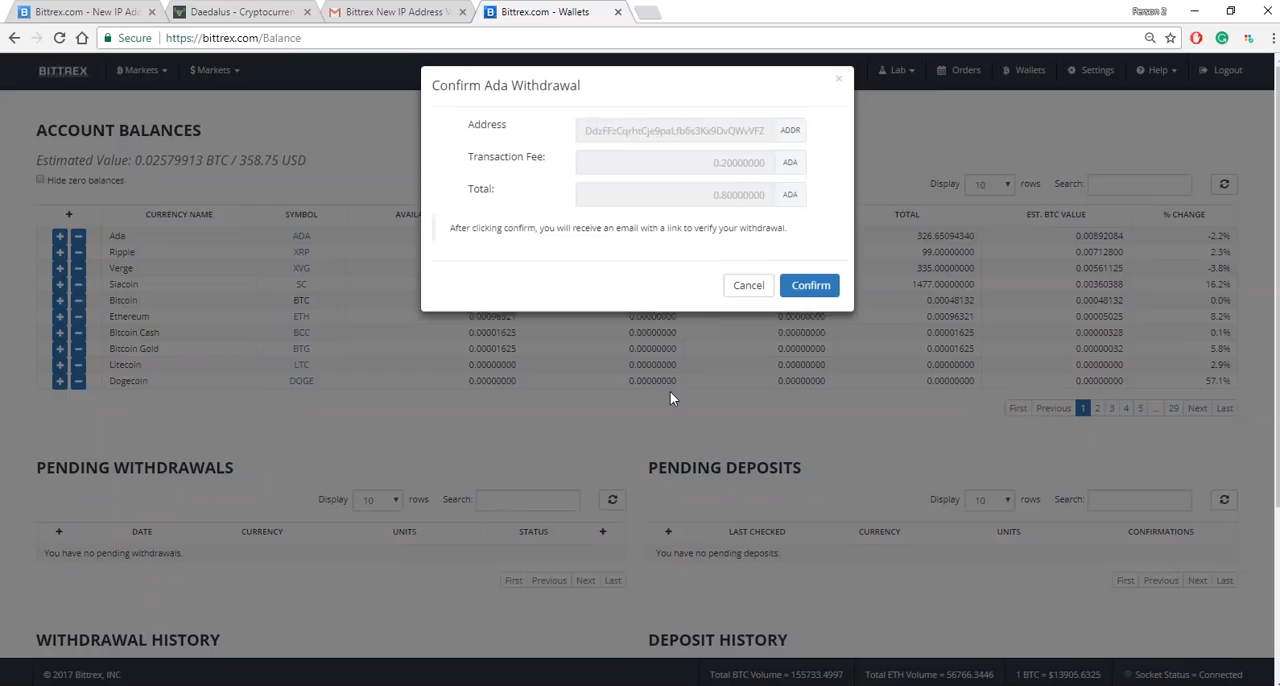 Bittrex.com - New IP Ad
Daedalus - Cryptocurren
Bittrex New IP Address V
Bittrex.com - Wallets
Person 2
Secure
https://bittrex.com/Balance
BITTREX
Ƀ Markets
$ Markets
Lab
Orders
Wallets
Settings
Help
Logout
Confirm Ada Withdrawal
×
Address
DdzFFzCqrhtCje9paLfb6s3Kx9DvQWvVFZ ADDR
Transaction Fee: 0.20000000 ADA
Total: 0.80000000 ADA
After clicking confirm, you will receive an email with a link to verify your withdrawal.
Cancel Confirm
ACCOUNT BALANCES
Estimated Value: 0.02579913 BTC / 358.75 USD
Hide zero balances
Display 10 rows Search:
+ CURRENCY NAME SYMBOL AVAIL TOTAL EST. BTC VALUE % CHANGE
+ - Ada ADA 326.65094340 0.00892084 -2.2%
+ - Ripple XRP 99.00000000 0.00712800 2.3%
+ - Verge XVG 335.00000000 0.00561125 -3.8%
+ - Siacoin SC 1477.00000000 0.00360388 16.2%
+ - Bitcoin BTC 0.00048132 0.00048132 0.0%
+ - Ethereum ETH 0.00096321 0.00000000 0.00000000 0.00096321 0.00005025 8.2%
+ - Bitcoin Cash BCC 0.00001625 0.00000000 0.00000000 0.00001625 0.00000328 0.1%
+ - Bitcoin Gold BTG 0.00001625 0.00000000 0.00000000 0.00001625 0.00000032 5.8%
+ - Litecoin LTC 0.00000000 0.00000000 0.00000000 0.00000000 0.00000000 2.9%
+ - Dogecoin DOGE 0.00000000 0.00000000 0.00000000 0.00000000 0.00000000 57.1%
First Previous 1 2 3 4 5 ... 29 Next Last
PENDING WITHDRAWALS
Display 10 rows Search:
+ DATE CURRENCY UNITS STATUS +
You have no pending withdrawals.
First Previous Next Last
PENDING DEPOSITS
Display 10 rows Search:
+ LAST CHECKED CURRENCY UNITS CONFIRMATIONS
You have no pending deposits.
First Previous Next Last
WITHDRAWAL HISTORY
DEPOSIT HISTORY
© 2017 Bittrex, INC
Total BTC Volume = 155733.4997
Total ETH Volume = 56766.3446
1 BTC = $13905.6325
Socket Status = Connected